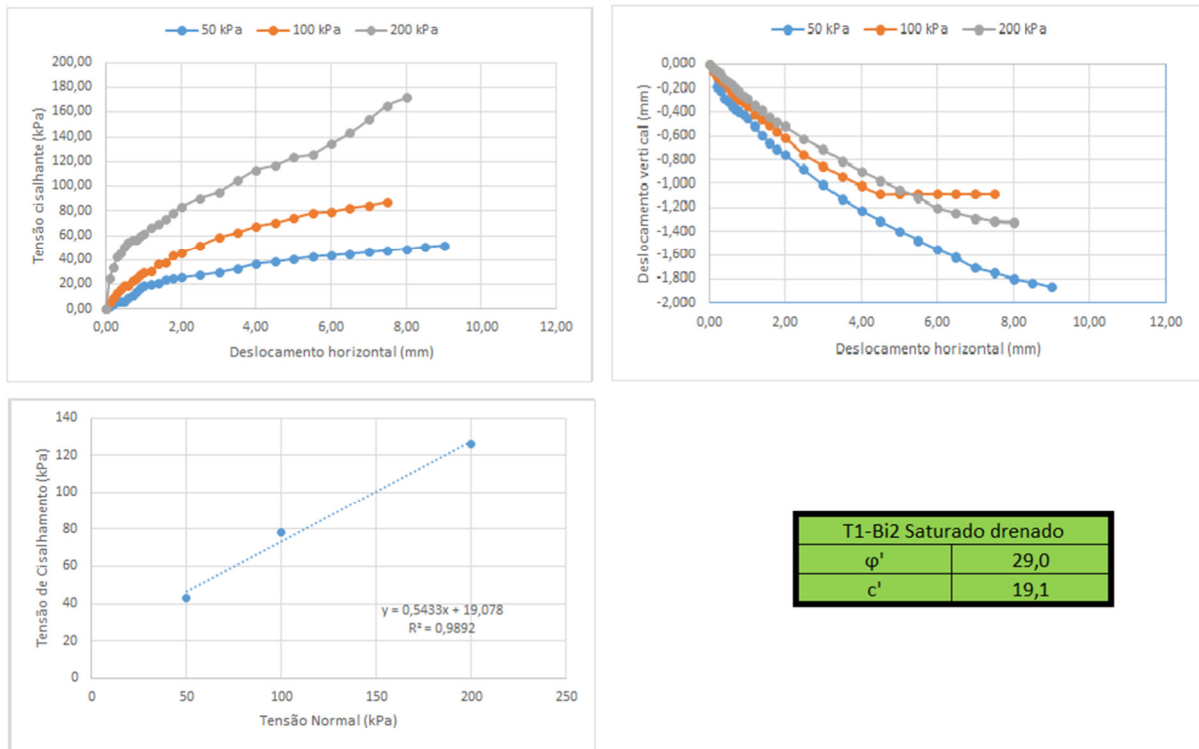 50 kPa 100 kPa 200 kPa
200,00
180,00
160,00
140,00
120,00
100,00
80,00
60,00
40,00
20,00
0,00
Tensão cisalhante (kPa)
0,00 2,00 4,00 6,00 8,00 10,00 12,00
Deslocamento horizontal (mm)
50 kPa 100 kPa 200 kPa
0,000
-0,200
-0,400
-0,600
-0,800
-1,000
-1,200
-1,400
-1,600
-1,800
-2,000
Deslocamento vertical (mm)
0,00 2,00 4,00 6,00 8,00 10,00 12,00
Deslocamento horizontal (mm)
140
120
100
80
60
40
20
0
Tensão de Cisalhamento (kPa)
y = 0,5433x + 19,078
R² = 0,9892
0 50 100 150 200 250
Tensão Normal (kPa)
T1-Bi2 Saturado drenado
φ' 29,0
c' 19,1